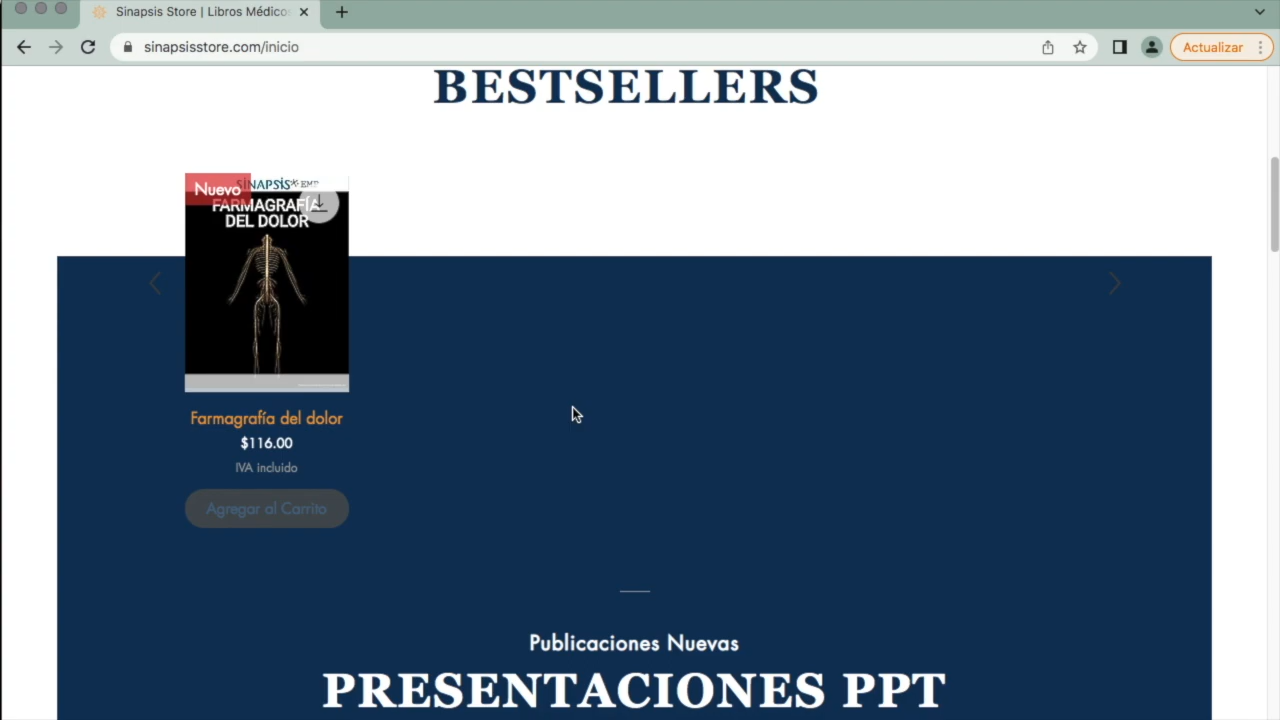 Sinapsis Store | Libros Médicos
sinapsisstore.com/inicio
Actualizar
BESTSELLERS
Nuevo
SINAPSIS EMP
FARMAGRAFÍA
DEL DOLOR
Farmagrafía del dolor
$116.00
IVA incluido
Agregar al Carrito
Publicaciones Nuevas
PRESENTACIONES PPT